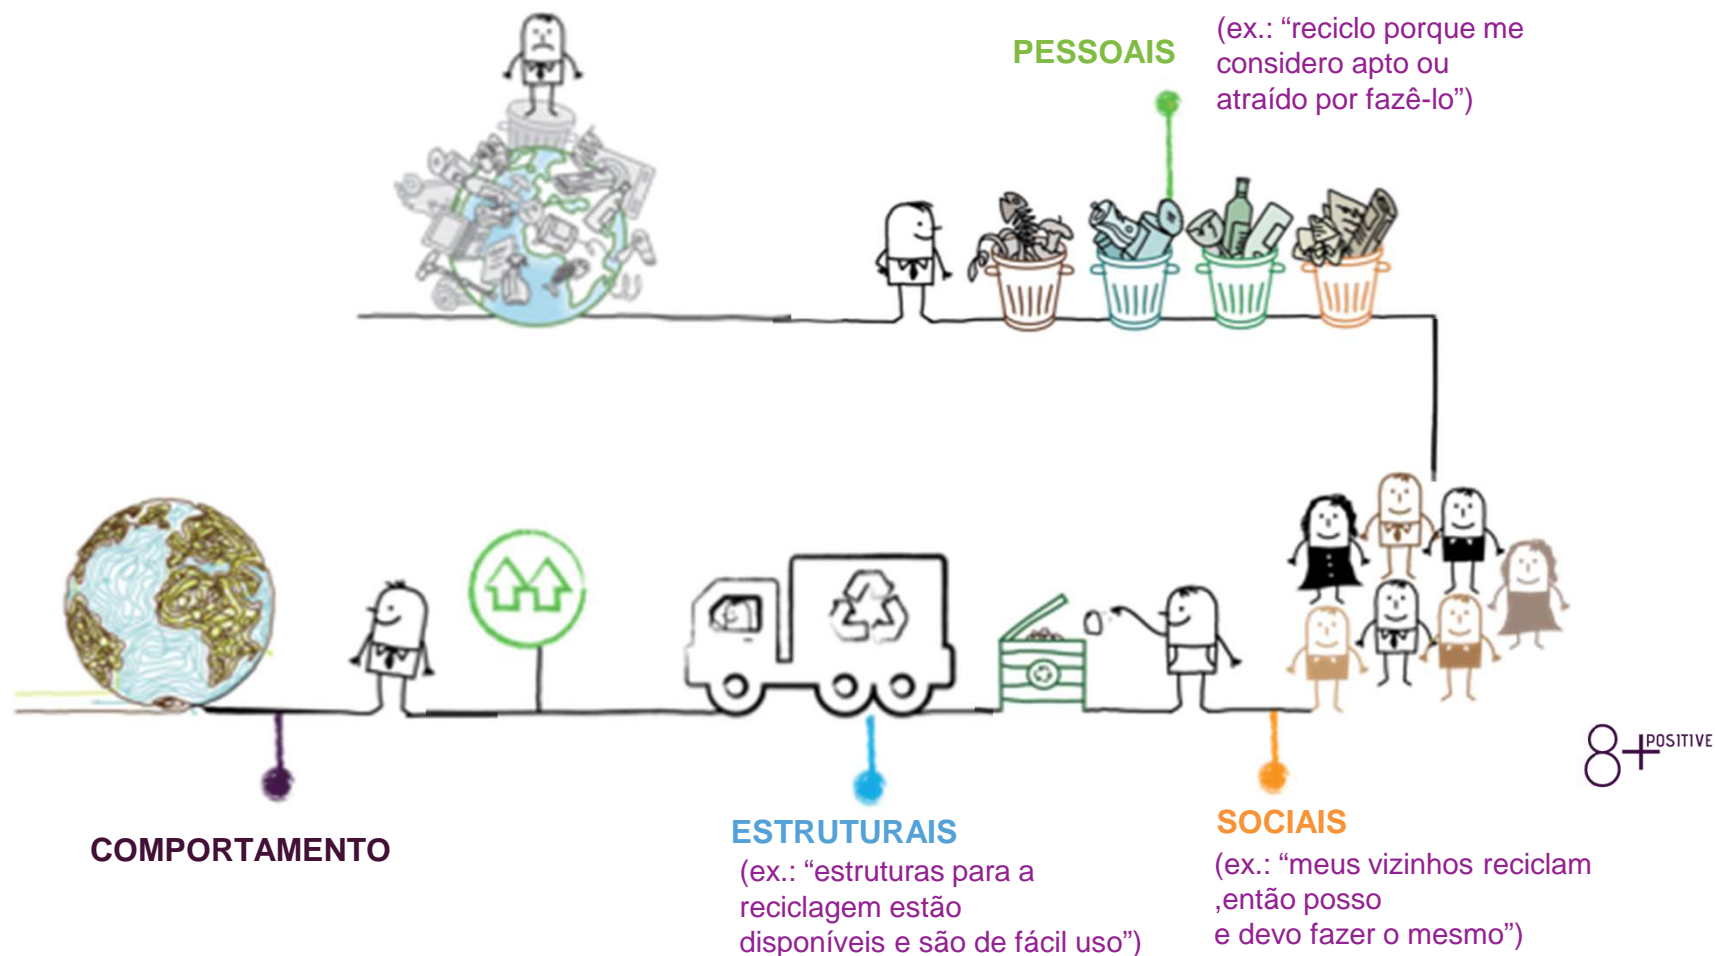 PESSOAIS
(ex.: “reciclo porque me
considero apto ou
atraído por fazê-lo”)
COMPORTAMENTO
ESTRUTURAIS
(ex.: “estruturas para a
reciclagem estão
disponíveis e são de fácil uso”)
SOCIAIS
(ex.: “meus vizinhos reciclam
,então posso
e devo fazer o mesmo”)
8+ POSITIVE